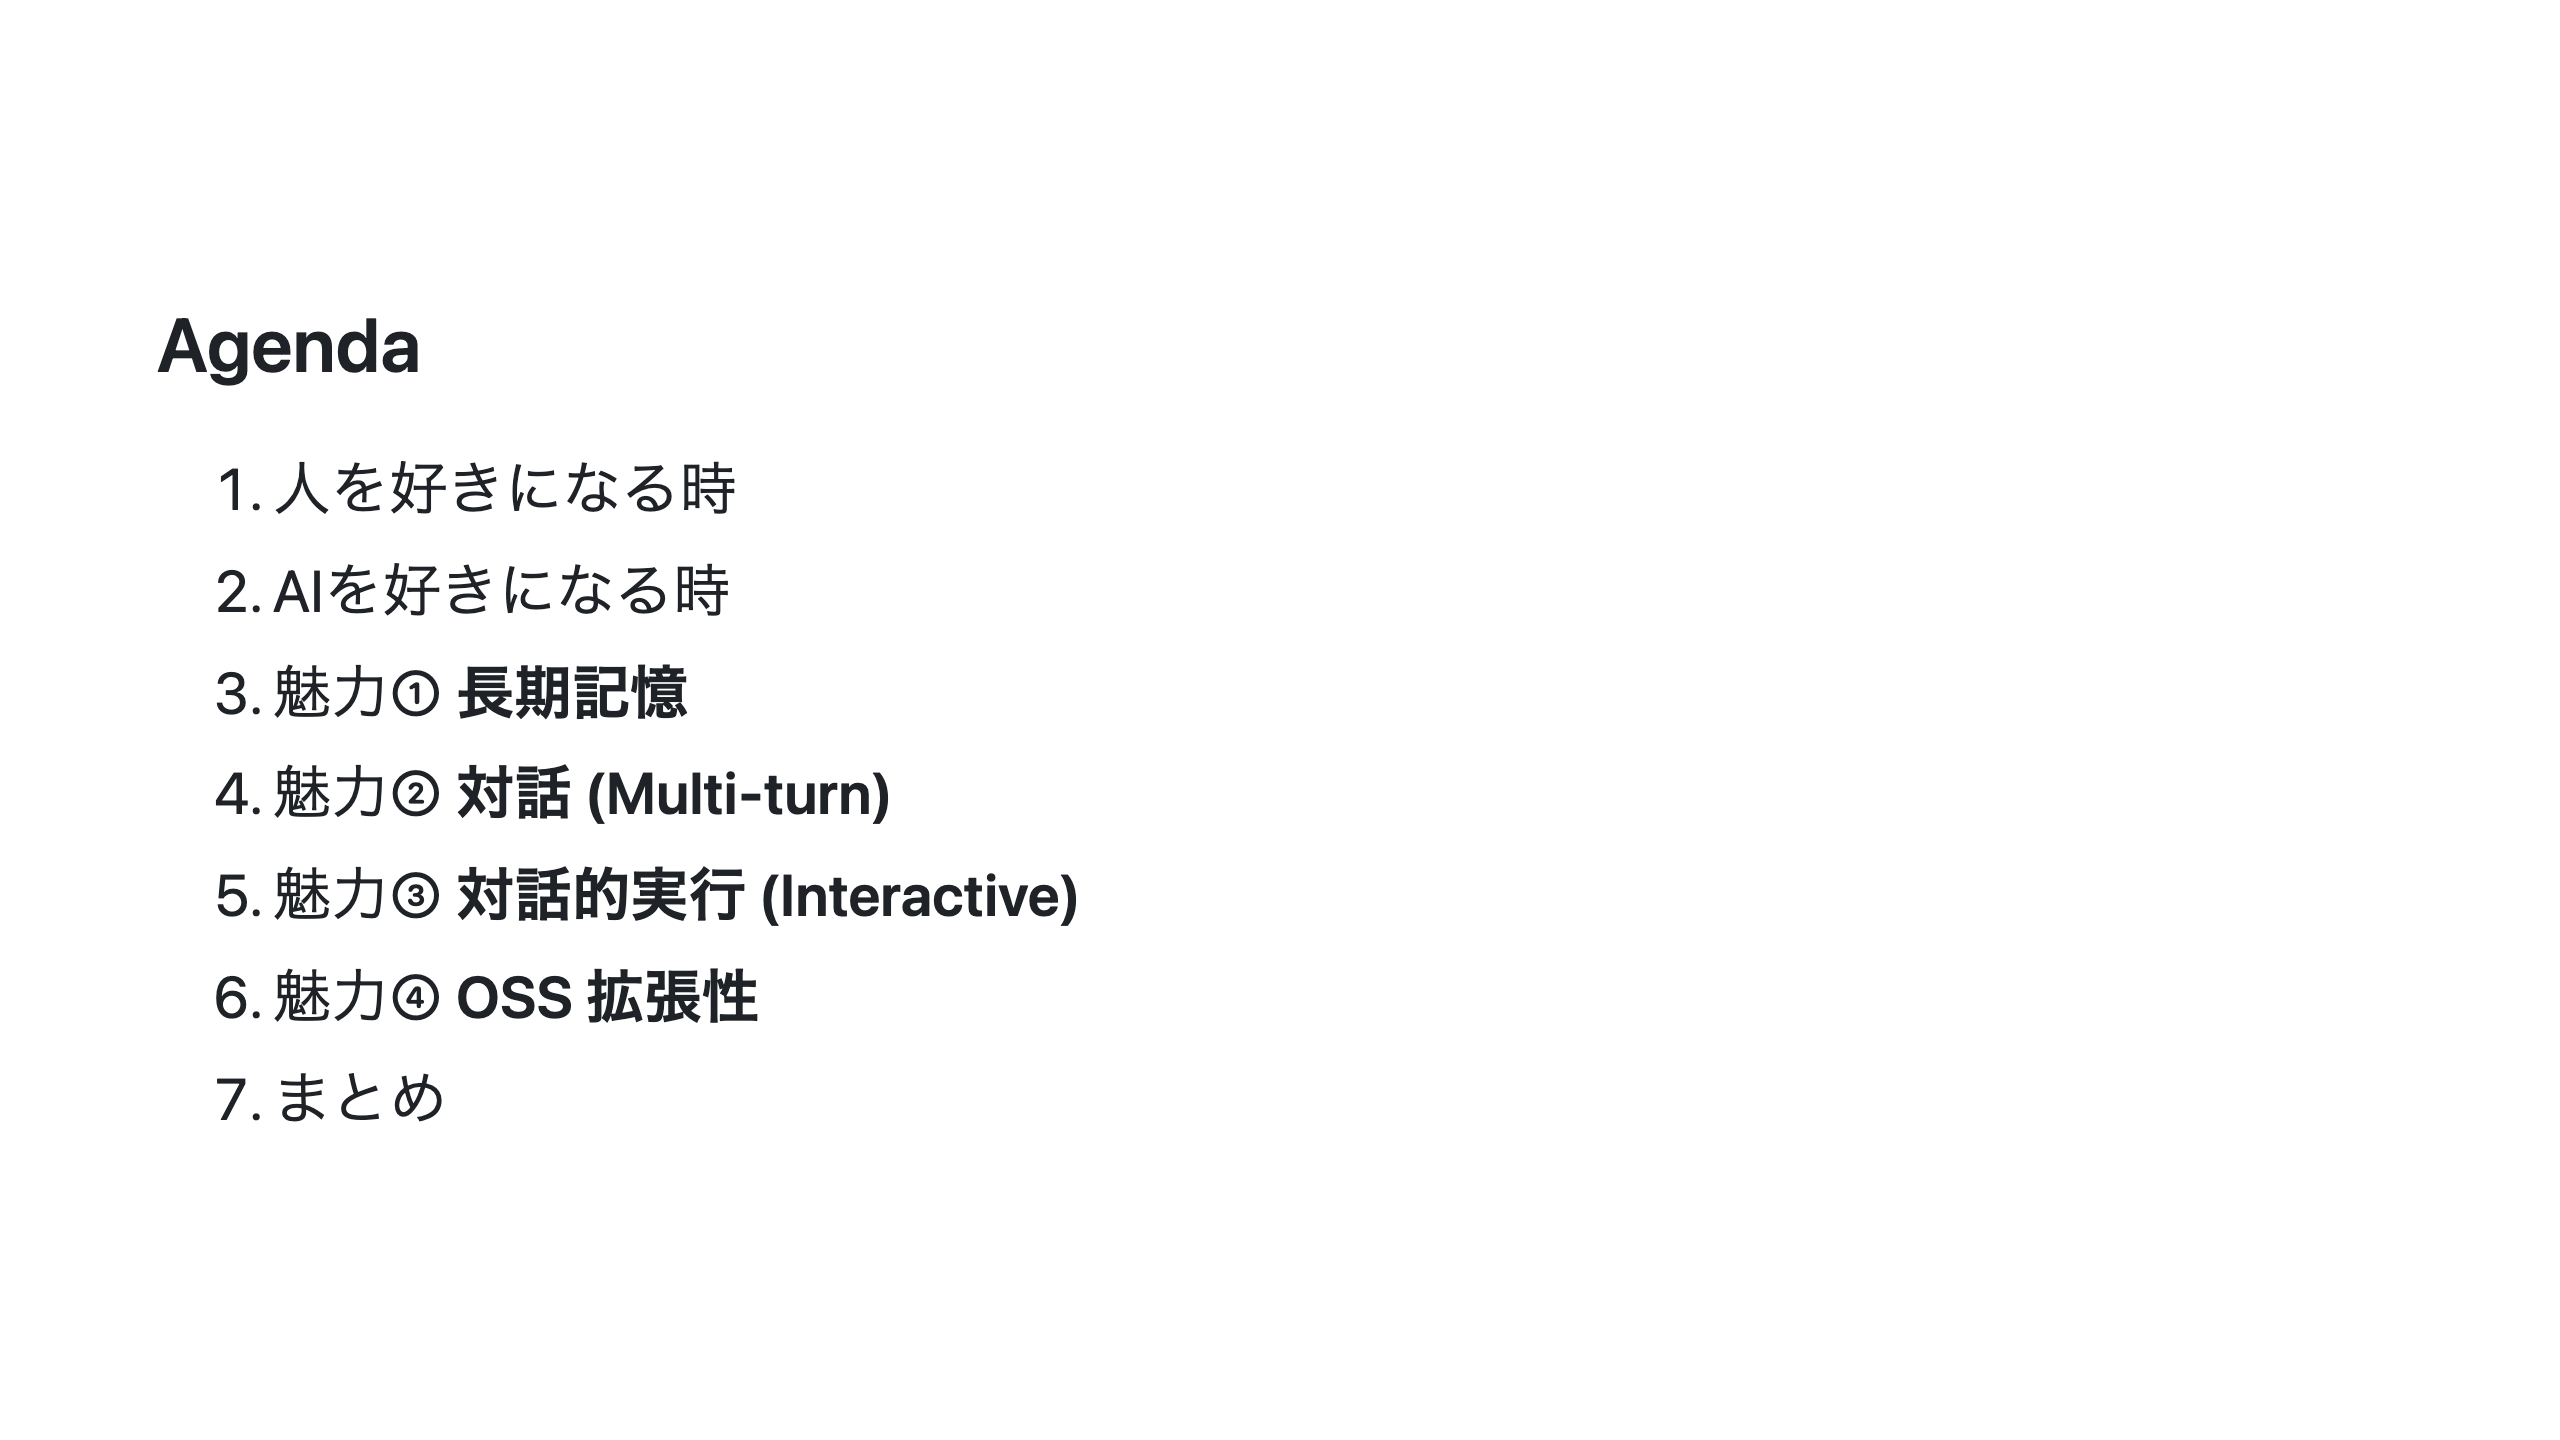 Agenda
1. 人を好きになる時
2. AIを好きになる時
3. 魅力① 長期記憶
4. 魅力② 対話 (Multi-turn)
5. 魅力③ 対話的実行 (Interactive)
6. 魅力④ OSS 拡張性
7. まとめ